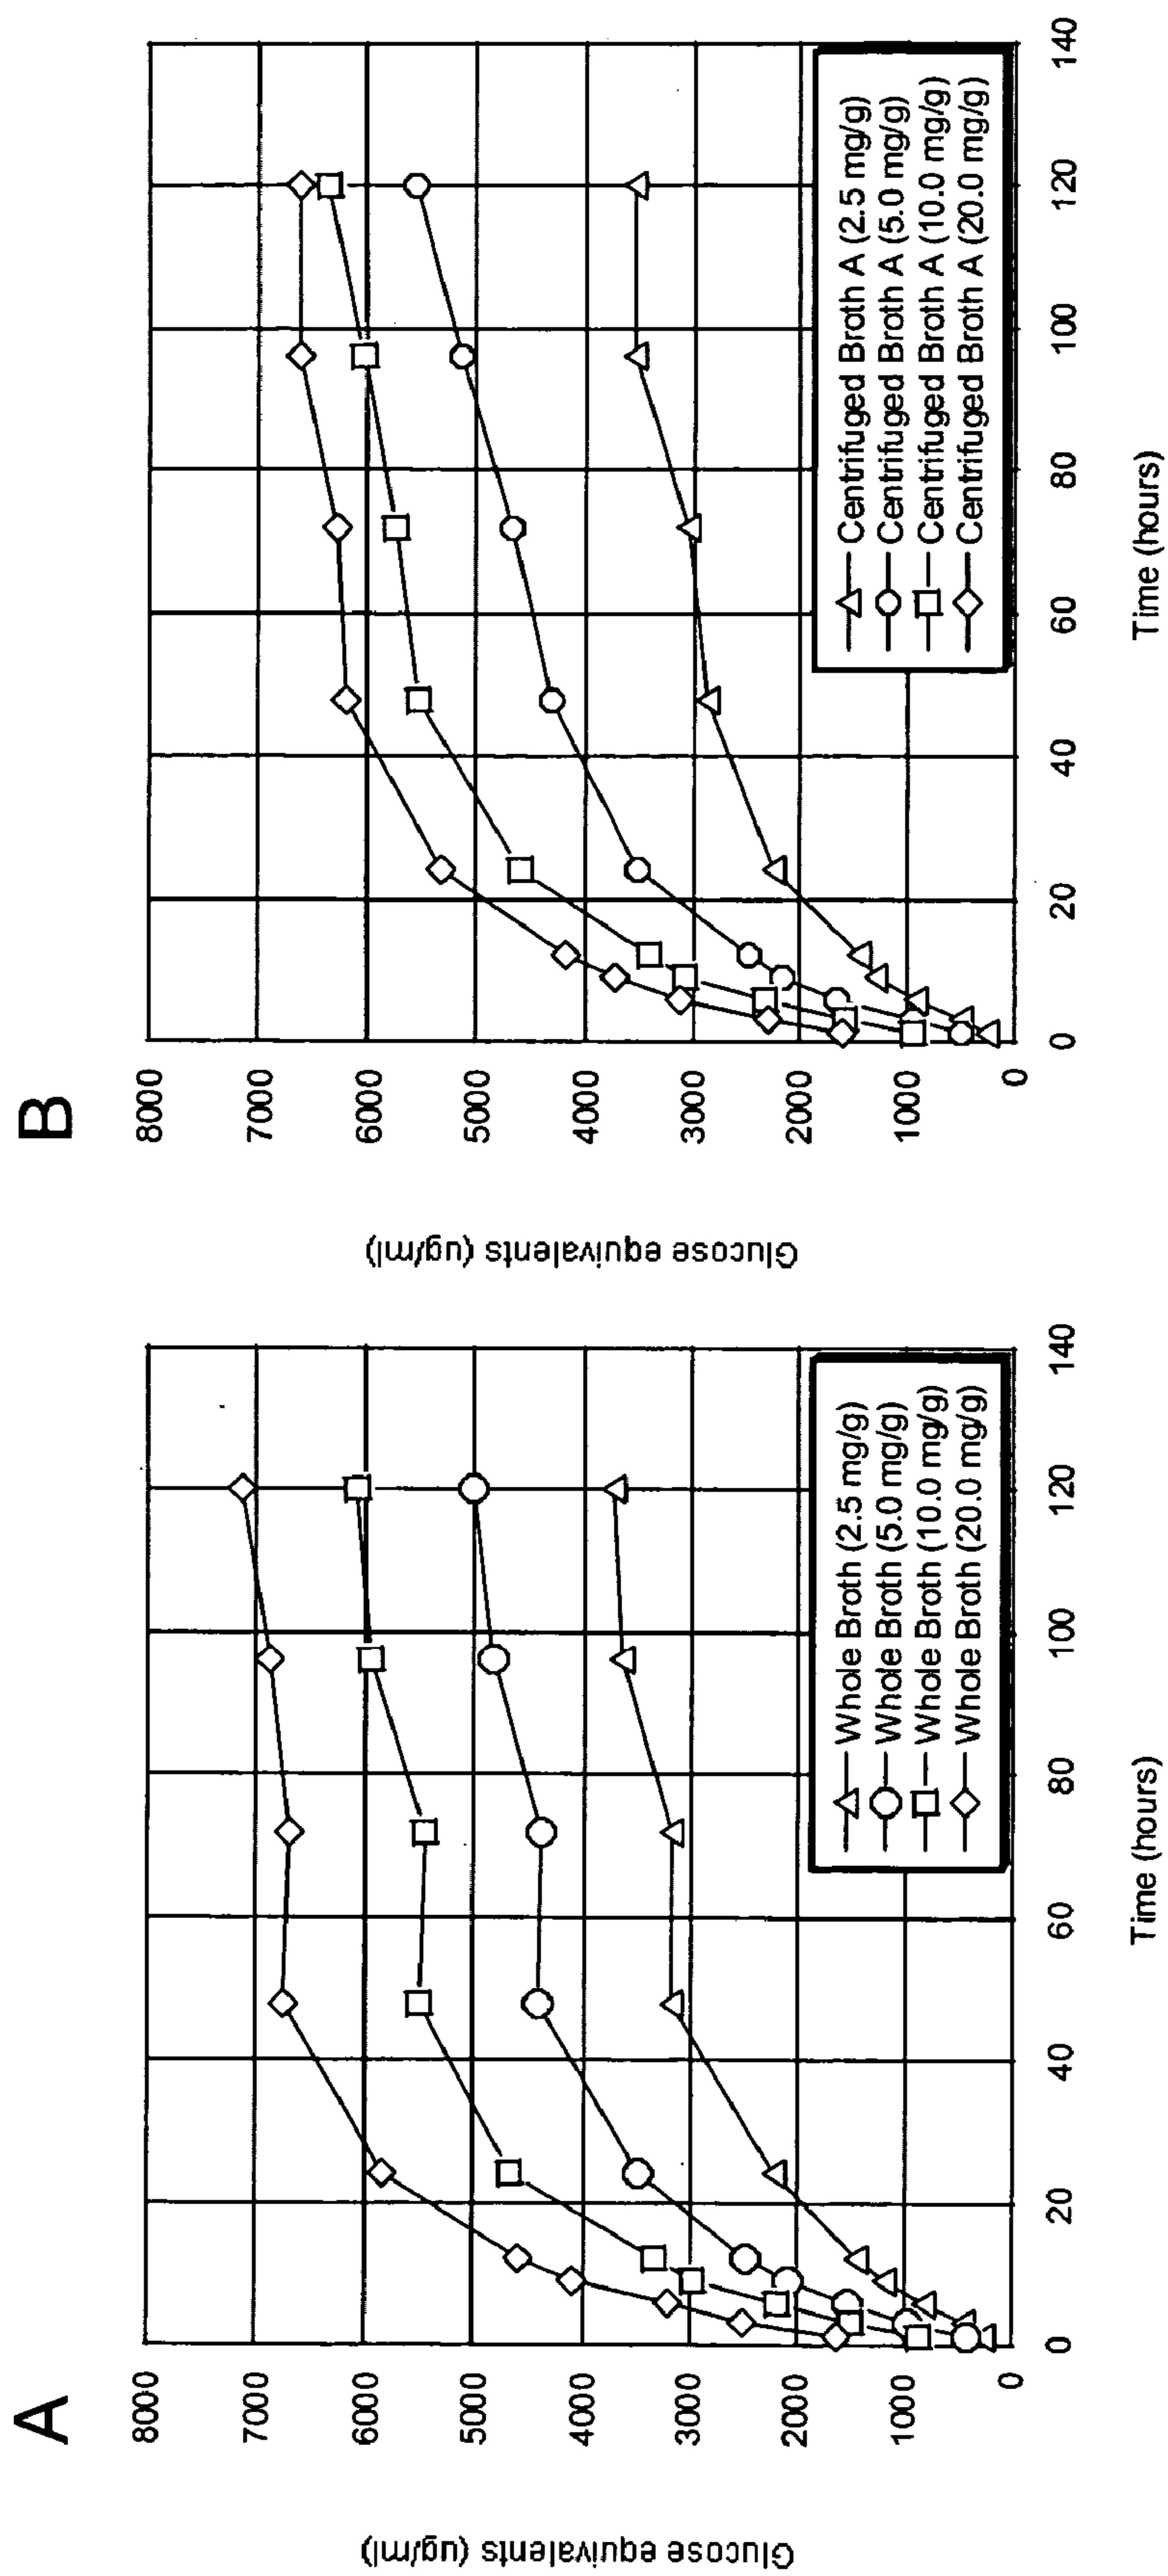 A
Glucose equivalents (ug/ml)
8000
7000
6000
5000
4000
3000
2000
1000
0
0
20
40
60
80
100
120
140
Time (hours)
Whole Broth (2.5 mg/g)
Whole Broth (5.0 mg/g)
Whole Broth (10.0 mg/g)
Whole Broth (20.0 mg/g)
B
Glucose equivalents (ug/ml)
8000
7000
6000
5000
4000
3000
2000
1000
0
0
20
40
60
80
100
120
140
Time (hours)
Centrifuged Broth A (2.5 mg/g)
Centrifuged Broth A (5.0 mg/g)
Centrifuged Broth A (10.0 mg/g)
Centrifuged Broth A (20.0 mg/g)